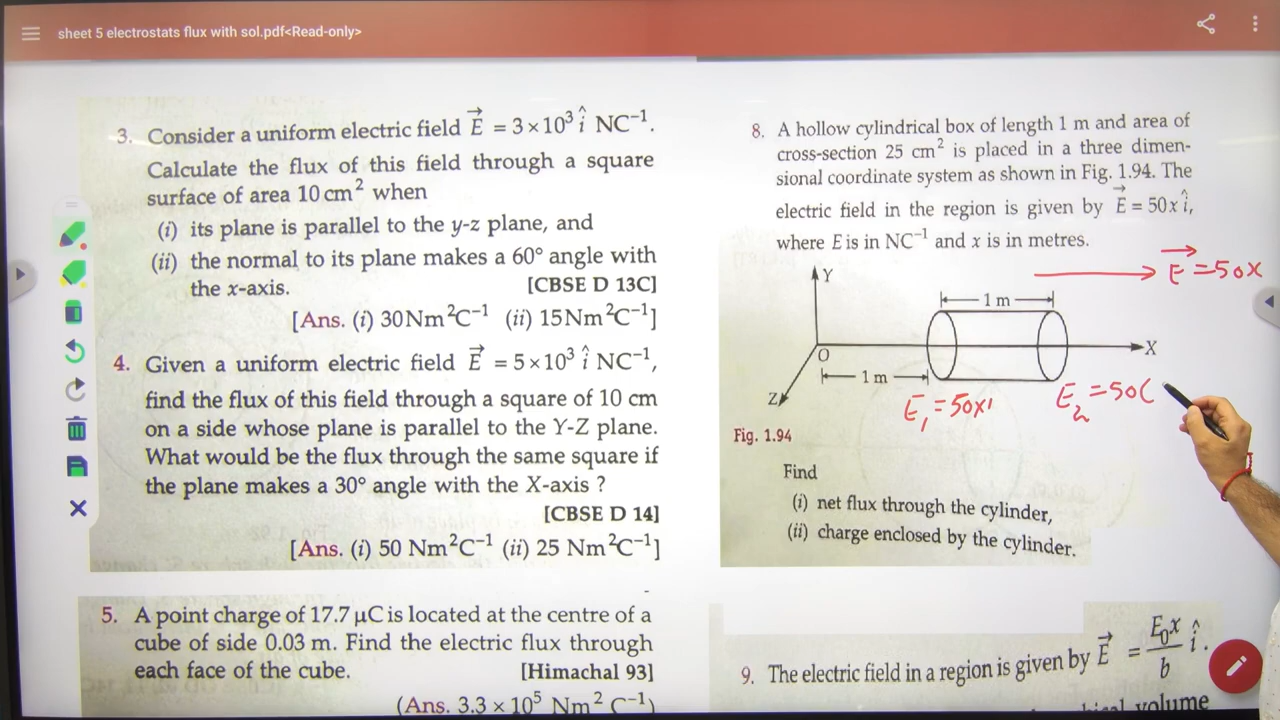 sheet 5 electrostats flux with sol.pdf<Read-only>
3. Consider a uniform electric field E⃗ = 3 × 10³ î NC⁻¹.
Calculate the flux of this field through a square
surface of area 10 cm² when
(i) its plane is parallel to the y-z plane, and
(ii) the normal to its plane makes a 60° angle with
the x-axis. [CBSE D 13C]
[Ans. (i) 30 Nm²C⁻¹ (ii) 15 Nm²C⁻¹]
4. Given a uniform electric field E⃗ = 5 × 10³ î NC⁻¹,
find the flux of this field through a square of 10 cm
on a side whose plane is parallel to the Y-Z plane.
What would be the flux through the same square if
the plane makes a 30° angle with the X-axis ?
[CBSE D 14]
[Ans. (i) 50 Nm²C⁻¹ (ii) 25 Nm²C⁻¹]
5. A point charge of 17.7 μC is located at the centre of a
cube of side 0.03 m. Find the electric flux through
each face of the cube. [Himachal 93]
(Ans. 3.3 × 10⁵ Nm² C⁻¹)
8. A hollow cylindrical box of length 1 m and area of
cross-section 25 cm² is placed in a three dimen-
sional coordinate system as shown in Fig. 1.94. The
electric field in the region is given by E⃗ = 50x î,
where E is in NC⁻¹ and x is in metres.
E⃗ = 50x
Y
1 m
O
X
1 m
Z
E₁ = 50x1
E₂ = 50(
Fig. 1.94
Find
(i) net flux through the cylinder,
(ii) charge enclosed by the cylinder.
9. The electric field in a region is given by E⃗ = E₀x/b î.
volume